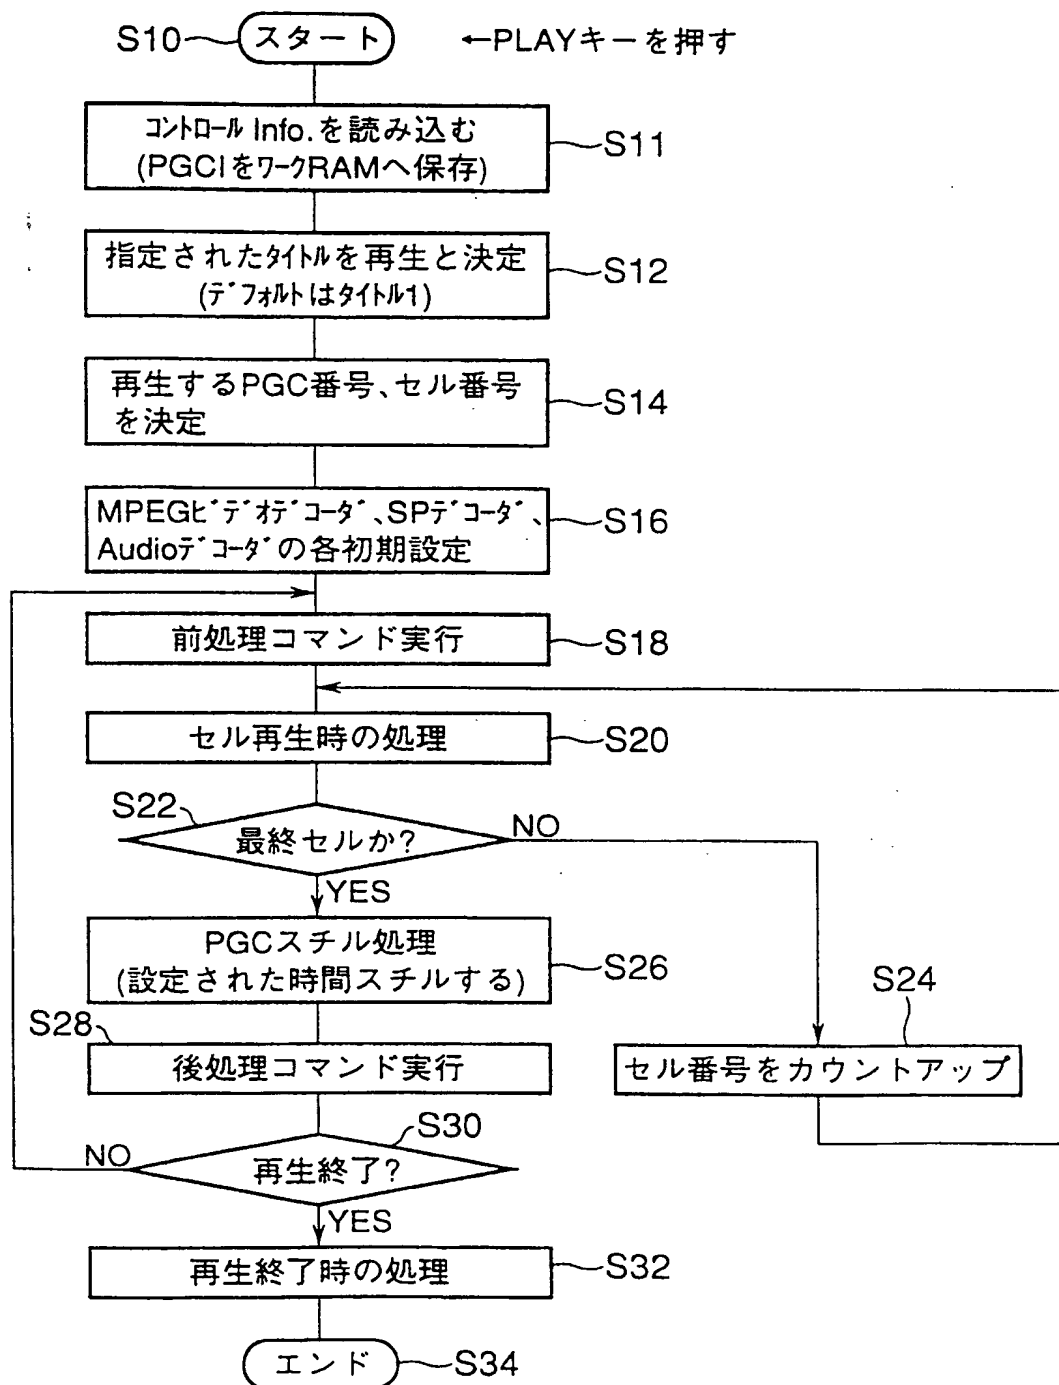 S10 スタート ←PLAYキーを押す
コントロール Info.を読み込む
(PGCIをワークRAMへ保存)
S11
指定されたタイトルを再生と決定
(デフォルトはタイトル1)
S12
再生するPGC番号、セル番号
を決定
S14
MPEGビデオデコーダ、SPデコーダ、
Audioデコーダの各初期設定
S16
前処理コマンド実行
S18
セル再生時の処理
S20
S22
最終セルか?
NO
YES
PGCスチル処理
(設定された時間スチルする)
S26
S24
セル番号をカウントアップ
S28
後処理コマンド実行
S30
再生終了?
NO
YES
再生終了時の処理
S32
エンド
S34